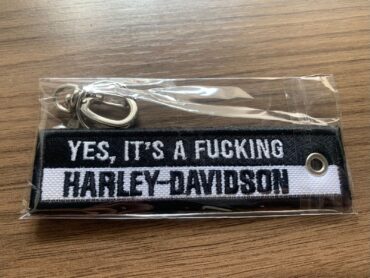 YES, IT'S A FUCKING
HARLEY-DAVIDSON